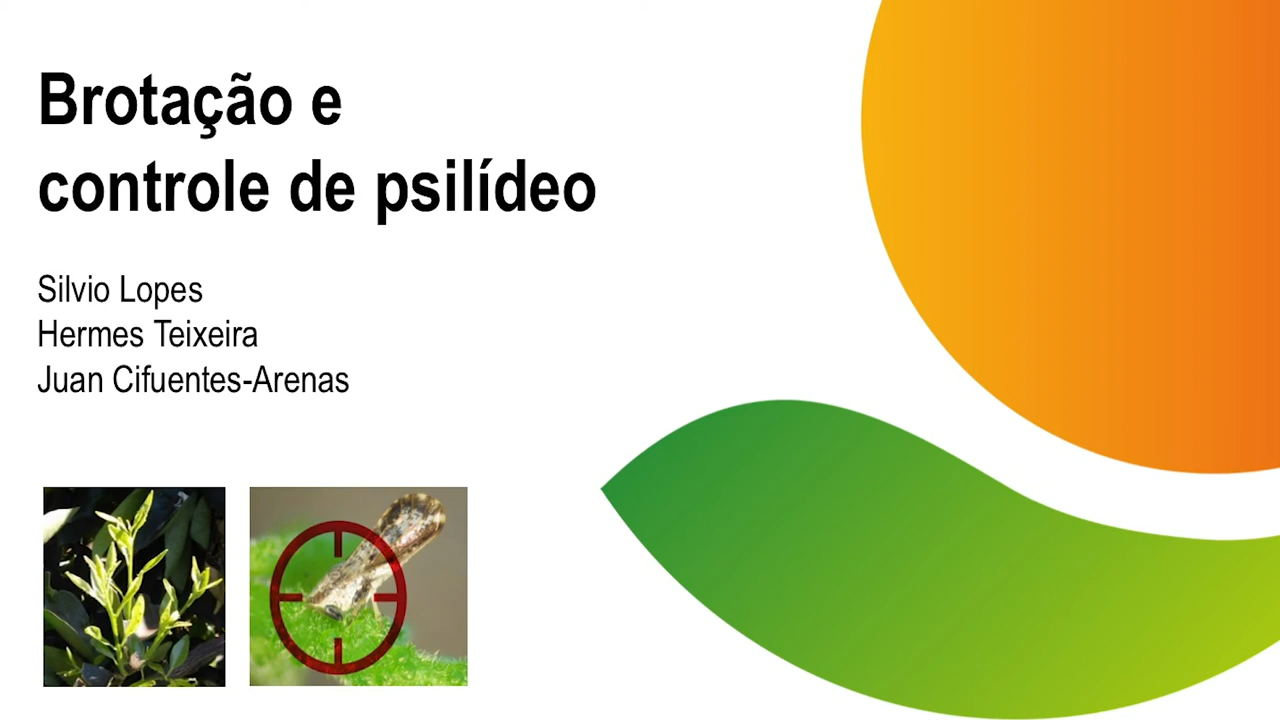 Brotação e
controle de psilídeo
Silvio Lopes
Hermes Teixeira
Juan Cifuentes-Arenas